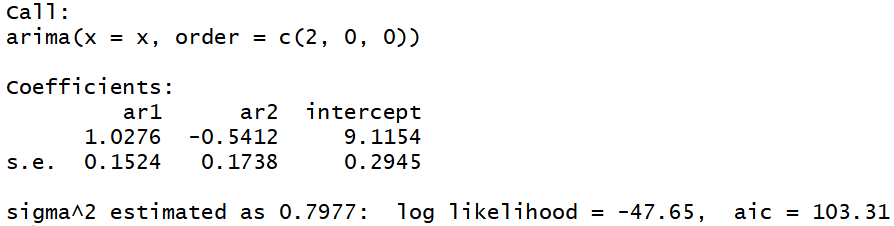 Call:
arima(x = x, order = c(2, 0, 0))
Coefficients:
ar1 ar2 intercept
1.0276 -0.5412 9.1154
s.e. 0.1524 0.1738 0.2945
sigma^2 estimated as 0.7977: log likelihood = -47.65, aic = 103.31